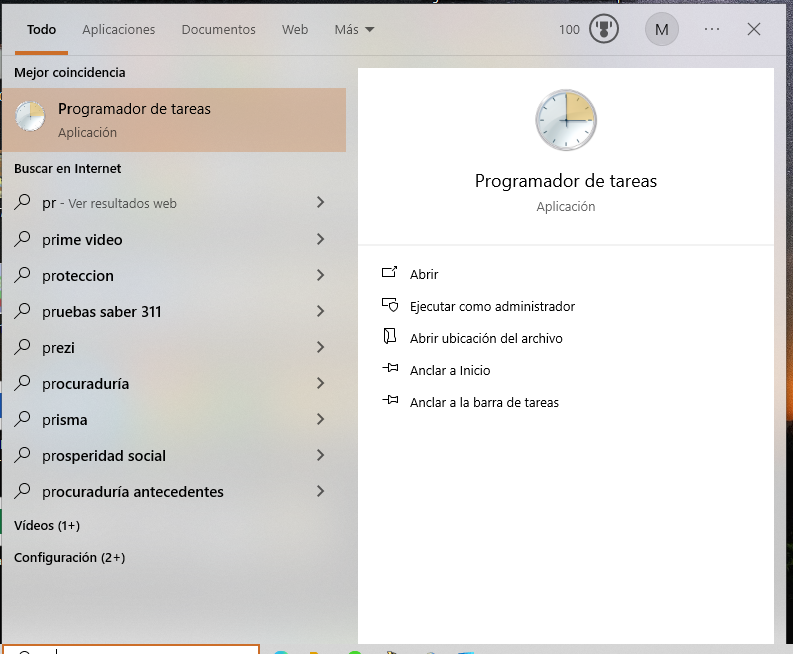 Todo Aplicaciones Documentos Web Más 100 M ...
Mejor coincidencia
Programador de tareas
Aplicación
Buscar en Internet
pr - Ver resultados web
prime video
proteccion
pruebas saber 311
prezi
procuraduría
prisma
prosperidad social
procuraduría antecedentes
Vídeos (1+)
Configuración (2+)
Programador de tareas
Aplicación
Abrir
Ejecutar como administrador
Abrir ubicación del archivo
Anclar a Inicio
Anclar a la barra de tareas